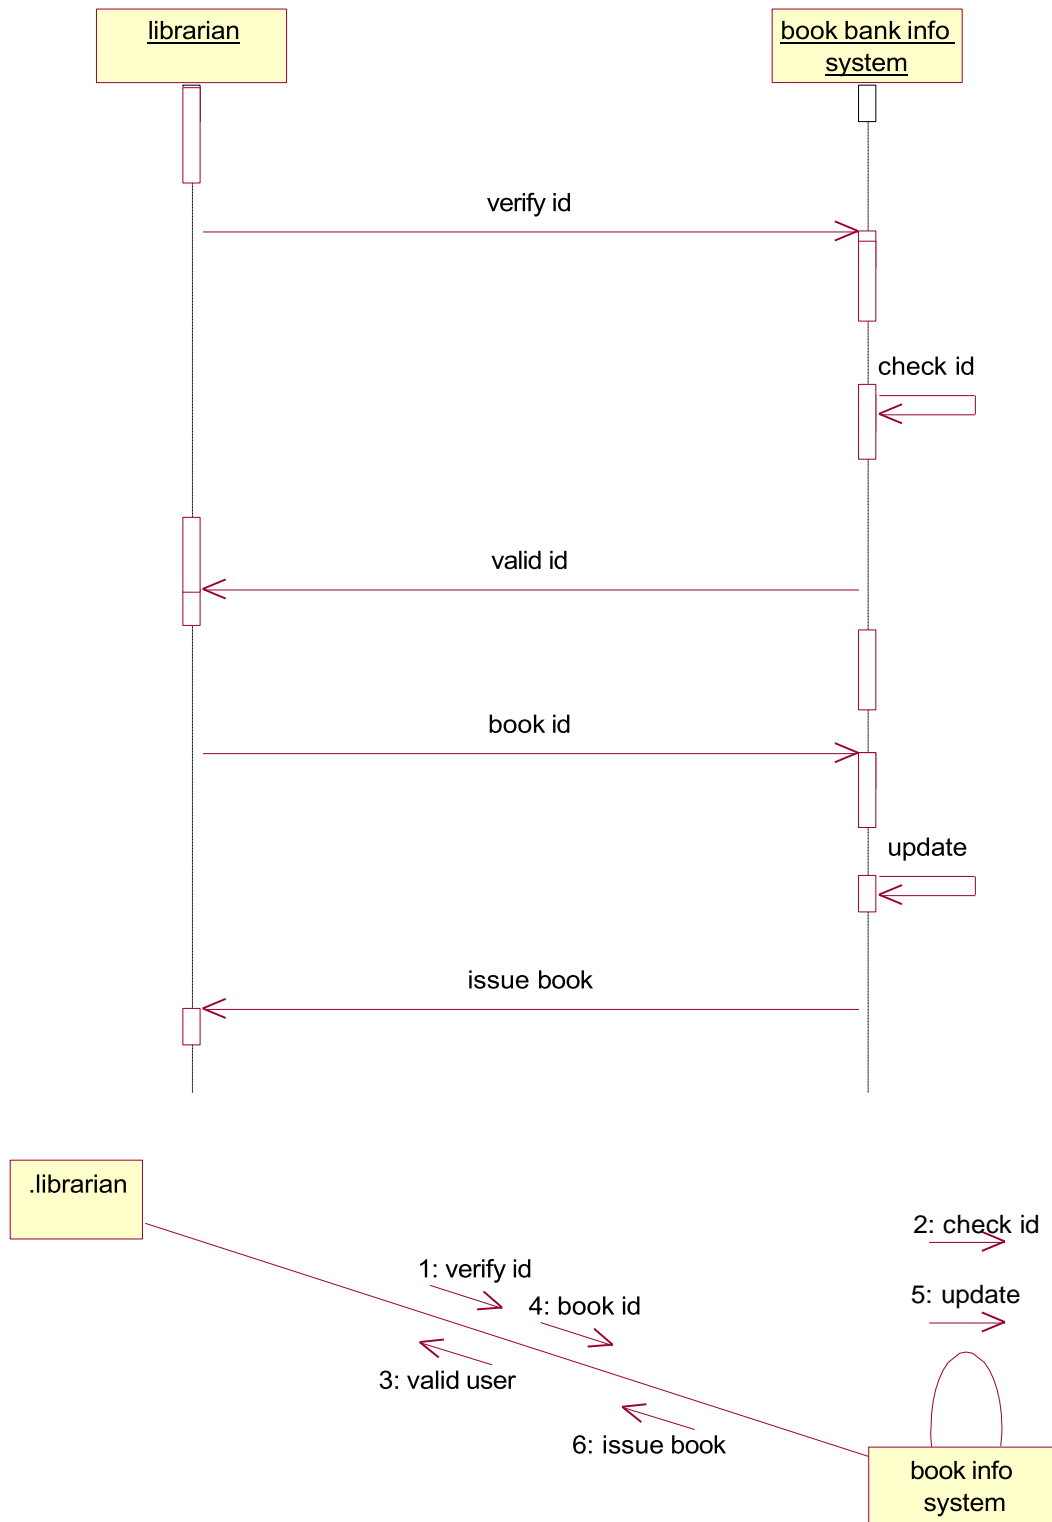 librarian
book bank info
system
verify id
check id
valid id
book id
update
issue book
.librarian
2: check id
1: verify id
5: update
4: book id
3: valid user
6: issue book
book info
system